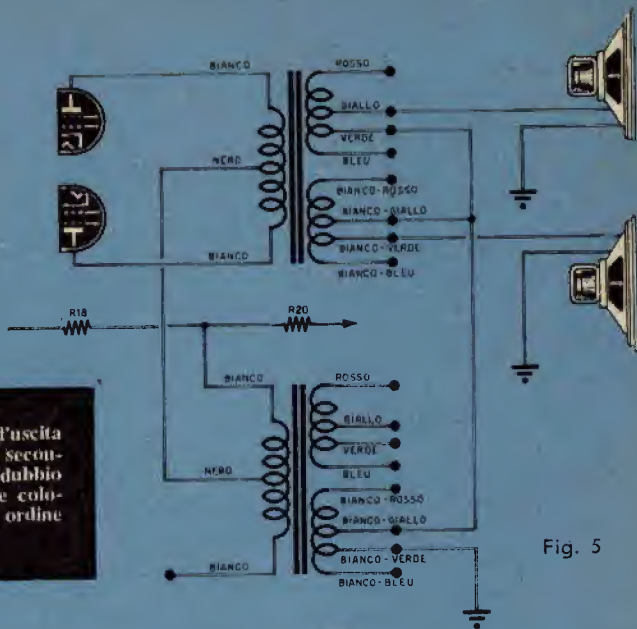 BIANCO
ROSSO
GIALLO
VERDE
NERO
BLEU
BIANCO-ROSSO
BIANCO-GIALLO
BIANCO-VERDE
BIANCO
BIANCO-BLEU
R18
R20
BIANCO
ROSSO
GIALLO
VERDE
NERO
BLEU
BIANCO-ROSSO
BIANCO-GIALLO
BIANCO-VERDE
BIANCO
BIANCO-BLEU
d'uscita
secon-
dubbio
e colo-
ordine
Fig. 5